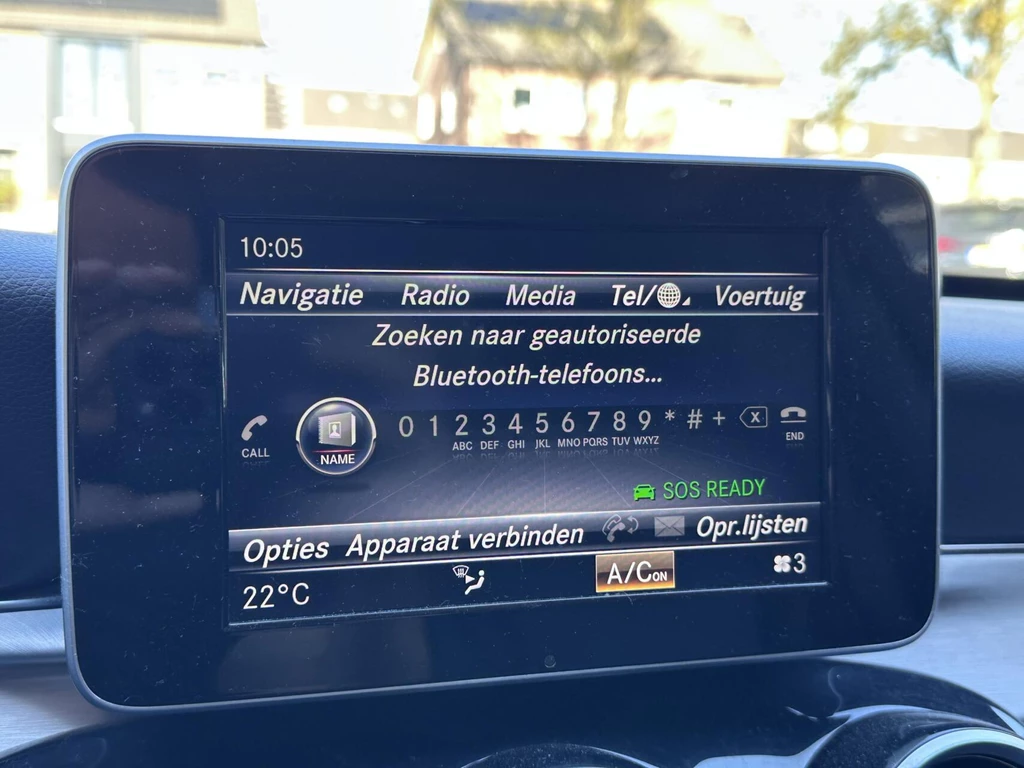 10:05
Navigatie Radio Media Tel/ Voertuig
Zoeken naar geautoriseerde
Bluetooth-telefoons...
CALL NAME 0 1 2 3 4 5 6 7 8 9 * # + X END
ABC DEF GHI JKL MNO PQRS TUV WXYZ
SOS READY
Opties Apparaat verbinden Opr.lijsten
22°C A/C ON 3